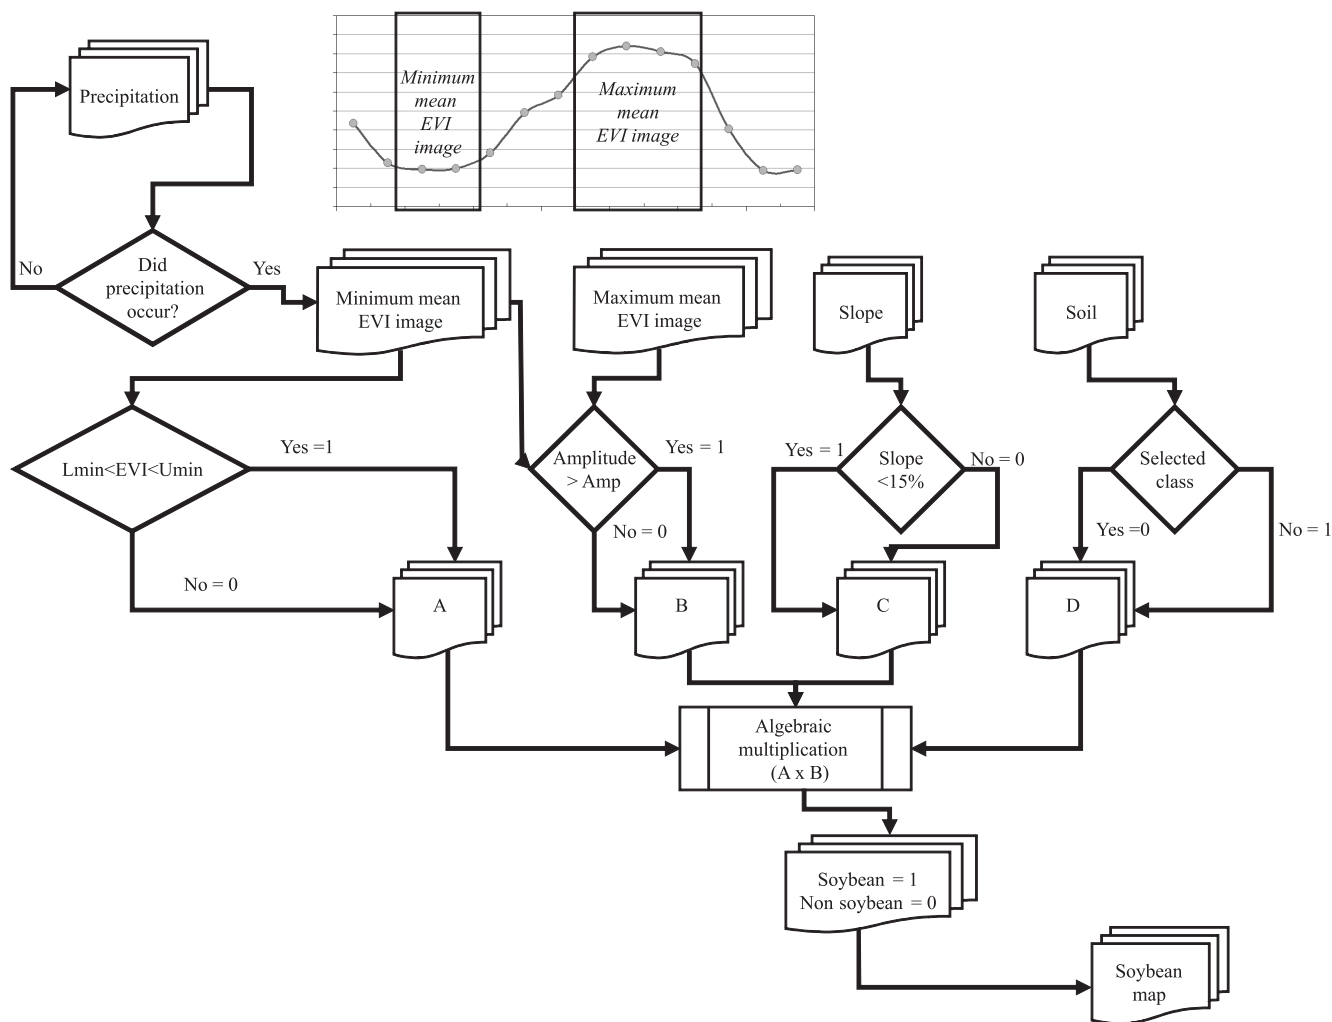 Precipitation
Minimum
mean
EVI
image
Maximum
mean
EVI image
No
Did
precipitation
occur?
Yes
Minimum mean
EVI image
Maximum mean
EVI image
Slope
Soil
Lmin<EVI<Umin
Yes =1
No = 0
Amplitude
> Amp
Yes = 1
No = 0
Yes = 1
Slope
<15%
No = 0
Selected
class
Yes =0
No = 1
A
B
C
D
Algebraic
multiplication
(A x B)
Soybean = 1
Non soybean = 0
Soybean
map